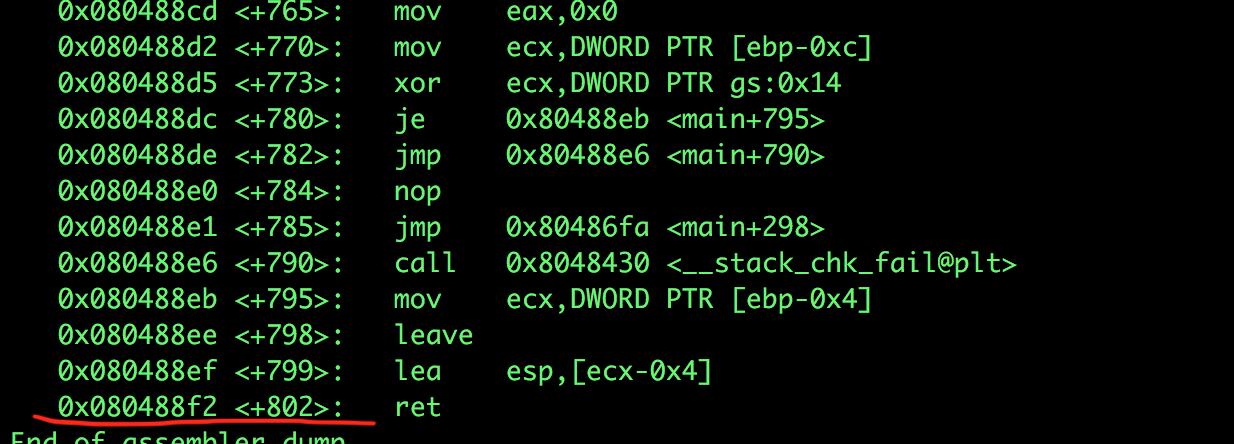 0x080488cd <+765>: mov eax,0x0
0x080488d2 <+770>: mov ecx,DWORD PTR [ebp-0xc]
0x080488d5 <+773>: xor ecx,DWORD PTR gs:0x14
0x080488dc <+780>: je 0x80488eb <main+795>
0x080488de <+782>: jmp 0x80488e6 <main+790>
0x080488e0 <+784>: nop
0x080488e1 <+785>: jmp 0x80486fa <main+298>
0x080488e6 <+790>: call 0x8048430 <__stack_chk_fail@plt>
0x080488eb <+795>: mov ecx,DWORD PTR [ebp-0x4]
0x080488ee <+798>: leave
0x080488ef <+799>: lea esp,[ecx-0x4]
0x080488f2 <+802>: ret
End of assembler dump